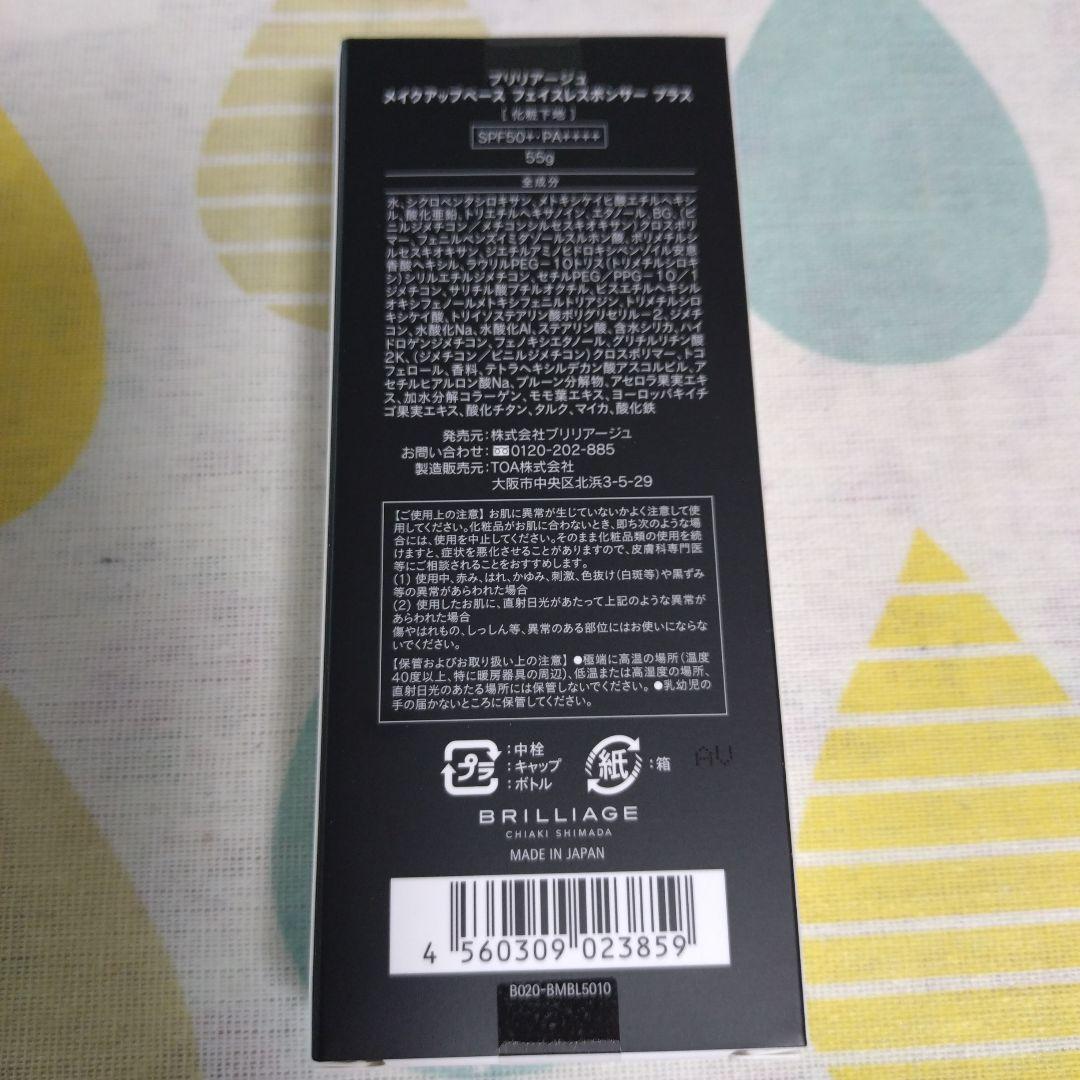 ブリリアージュ
メイクアップベース フェイスレスポンサー プラス
[化粧下地]
SPF50+・PA++++
55g
全成分
水、シクロペンタシロキサン、メトキシケイヒ酸エチルヘキシ
ル、酸化亜鉛、トリエチルヘキサノイン、エタノール、BG、(ビ
ニルジメチコン/メチコンシルセスキオキサン)クロスポリ
マー、フェニルベンズイミダゾールスルホン酸、ポリメチルシ
ルセスキオキサン、ジエチルアミノヒドロキシベンゾイル安息
香酸ヘキシル、ラウリルPEG-10トリス(トリメチルシロキ
シ)シリルエチルジメチコン、セチルPEG/PPG-10/1
ジメチコン、サリチル酸ブチルオクチル、ビスエチルヘキシル
オキシフェノールメトキシフェニルトリアジン、トリメチルシロ
キシケイ酸、トリイソステアリン酸ポリグリセリル-2、ジメチ
コン、水酸化Na、水酸化Al、ステアリン酸、含水シリカ、ハイ
ドロゲンジメチコン、フェノキシエタノール、グリチルリチン酸
2K、(ジメチコン/ビニルジメチコン)クロスポリマー、トコ
フェロール、香料、テトラヘキシルデカン酸アスコルビル、ア
セチルヒアルロン酸Na、プルーン分解物、アセロラ果実エキ
ス、加水分解コラーゲン、モモ葉エキス、ヨーロッパキイチ
ゴ果実エキス、酸化チタン、タルク、マイカ、酸化鉄
発売元:株式会社ブリリアージュ
お問い合わせ:0120-202-885
製造販売元:TOA株式会社
大阪市中央区北浜3-5-29
【ご使用上の注意】お肌に異常が生じていないかよく注意して使
用してください。化粧品がお肌に合わないとき、即ち次のような場
合には、使用を中止してください。そのまま化粧品類の使用を続
けますと、症状を悪化させることがありますので、皮膚科専門医
等にご相談されることをおすすめします。
(1) 使用中、赤み、はれ、かゆみ、刺激、色抜け(白斑等)や黒ずみ
等の異常があらわれた場合
(2) 使用したお肌に、直射日光があたって上記のような異常が
あらわれた場合
傷やはれもの、しっしん等、異常のある部位にはお使いにならな
いでください。
【保管およびお取り扱い上の注意】●極端に高温の場所(温度
40度以上、特に暖房器具の周辺)、低温または高湿度の場所、
直射日光のあたる場所には保管しないでください。●乳幼児の
手の届かないところに保管してください。
プラ :中栓
:キャップ
:ボトル
紙 :箱
AV
BRILLIAGE
CHIAKI SHIMADA
MADE IN JAPAN
4 560309 023859
B020-BMBL5010